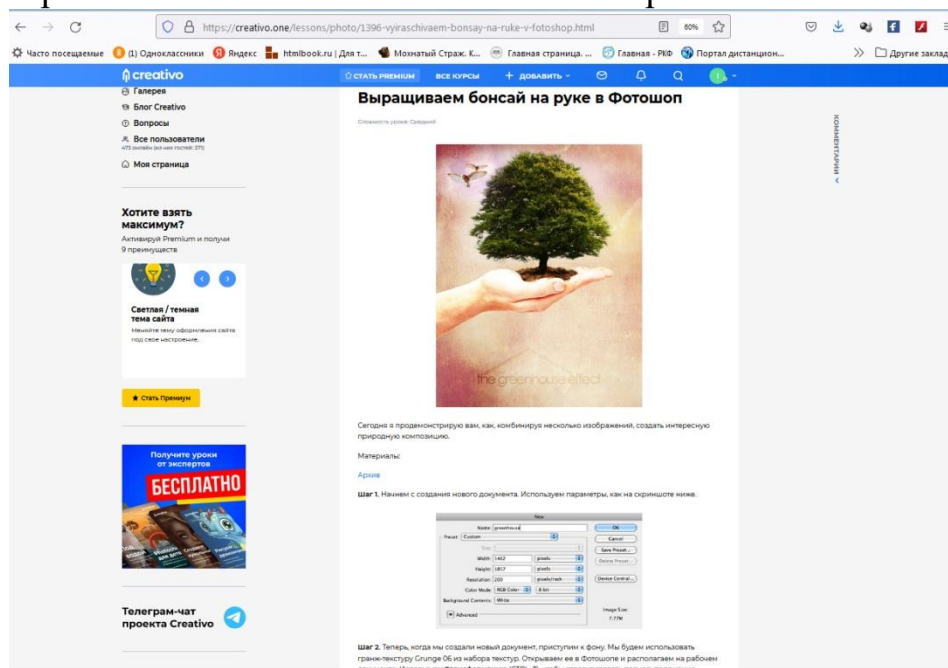 https://creativo.one/lessons/photo/1396-vyiraschivaem-bonsay-na-ruke-v-fotoshop.html
60%
Часто посещаемые
(1) Одноклассники
Яндекс
htmlbook.ru | Для т...
Мохнатый Страж. К...
Главная страница. ...
Главная - РКФ
Портал дистанцион...
Другие заклад
creativo
СТАТЬ PREMIUM
ВСЕ КУРСЫ
+ ДОБАВИТЬ
Галерея
Блог Creativo
Вопросы
Все пользователи
Моя страница
Хотите взять
максимум?
Активируй Premium и получи
9 преимуществ
Светлая / темная
тема сайта
Меняйте тему оформления сайта
под свое настроение.
Стать Премиум
Получите уроки
от экспертов
БЕСПЛАТНО
Телеграм-чат
проекта Creativo
Выращиваем бонсай на руке в Фотошоп
Сложность урока: Средний
КОММЕНТАРИИ
the greenhouse effect
Сегодня я продемонстрирую вам, как, комбинируя несколько изображений, создать интересную
природную композицию.
Материалы:
Архив
Шаг 1. Начнем с создания нового документа. Используем параметры, как на скриншоте ниже.
New
Name: greenhouse
OK
Preset: Custom
Cancel
Size:
Save Preset...
Width: 1402 pixels
Delete Preset...
Height: 1857 pixels
Resolution: 200 pixels/inch
Device Central...
Color Mode: RGB Color 8 bit
Background Contents: White
Image Size:
Advanced
7.77M
Шаг 2. Теперь, когда мы создали новый документ, приступим к фону. Мы будем использовать
гранж-текстуру Grunge 06 из набора текстур. Открываем ее в Фотошопе и располагаем на рабочем